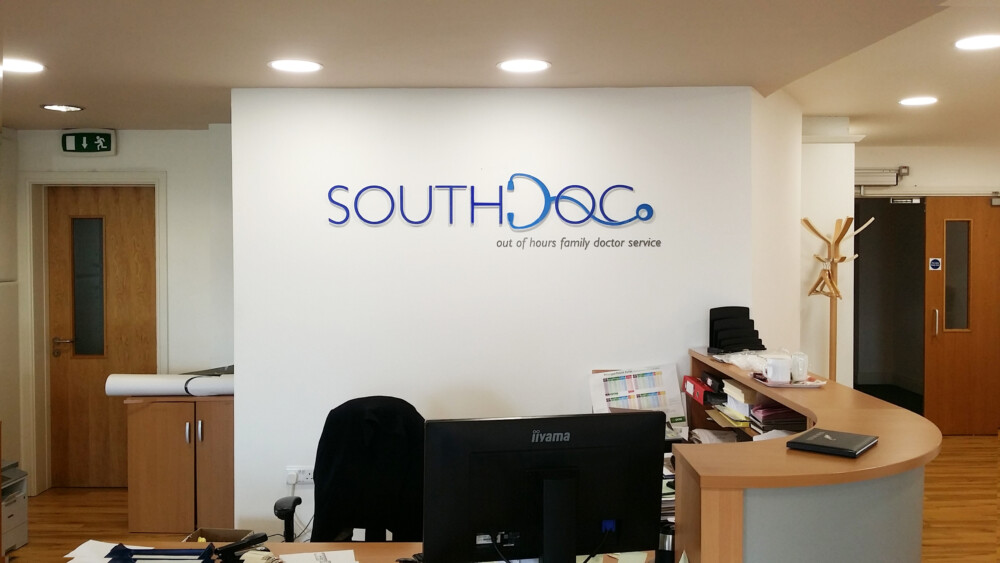 SOUTHDOC
out of hours family doctor service
iiyama